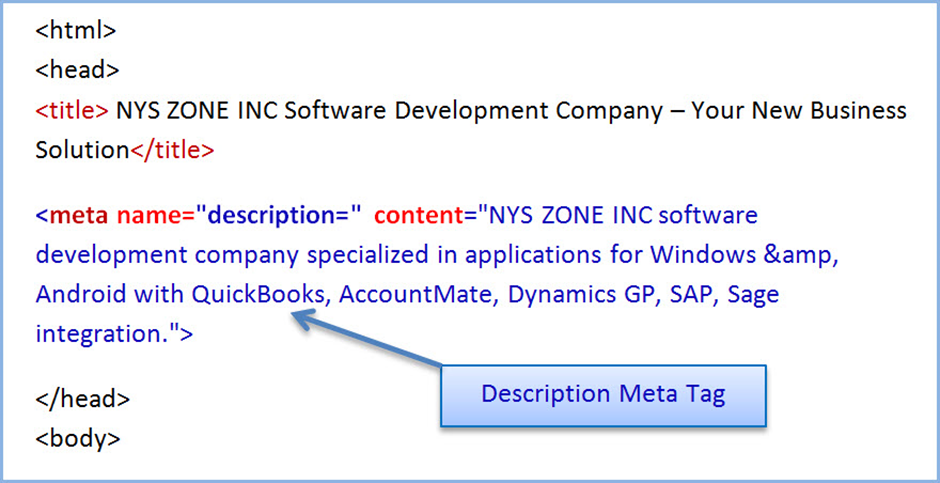 <html>
<head>
<title> NYS ZONE INC Software Development Company – Your New Business
Solution</title>
<meta name="description=" content="NYS ZONE INC software
development company specialized in applications for Windows &amp,
Android with QuickBooks, AccountMate, Dynamics GP, SAP, Sage
integration.">
Description Meta Tag
</head>
<body>